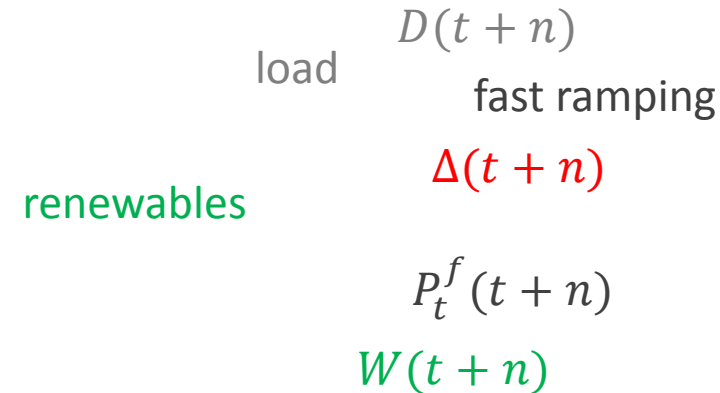 D(t + n)
load
fast ramping
Δ(t + n)
renewables
P_t^f(t + n)
W(t + n)